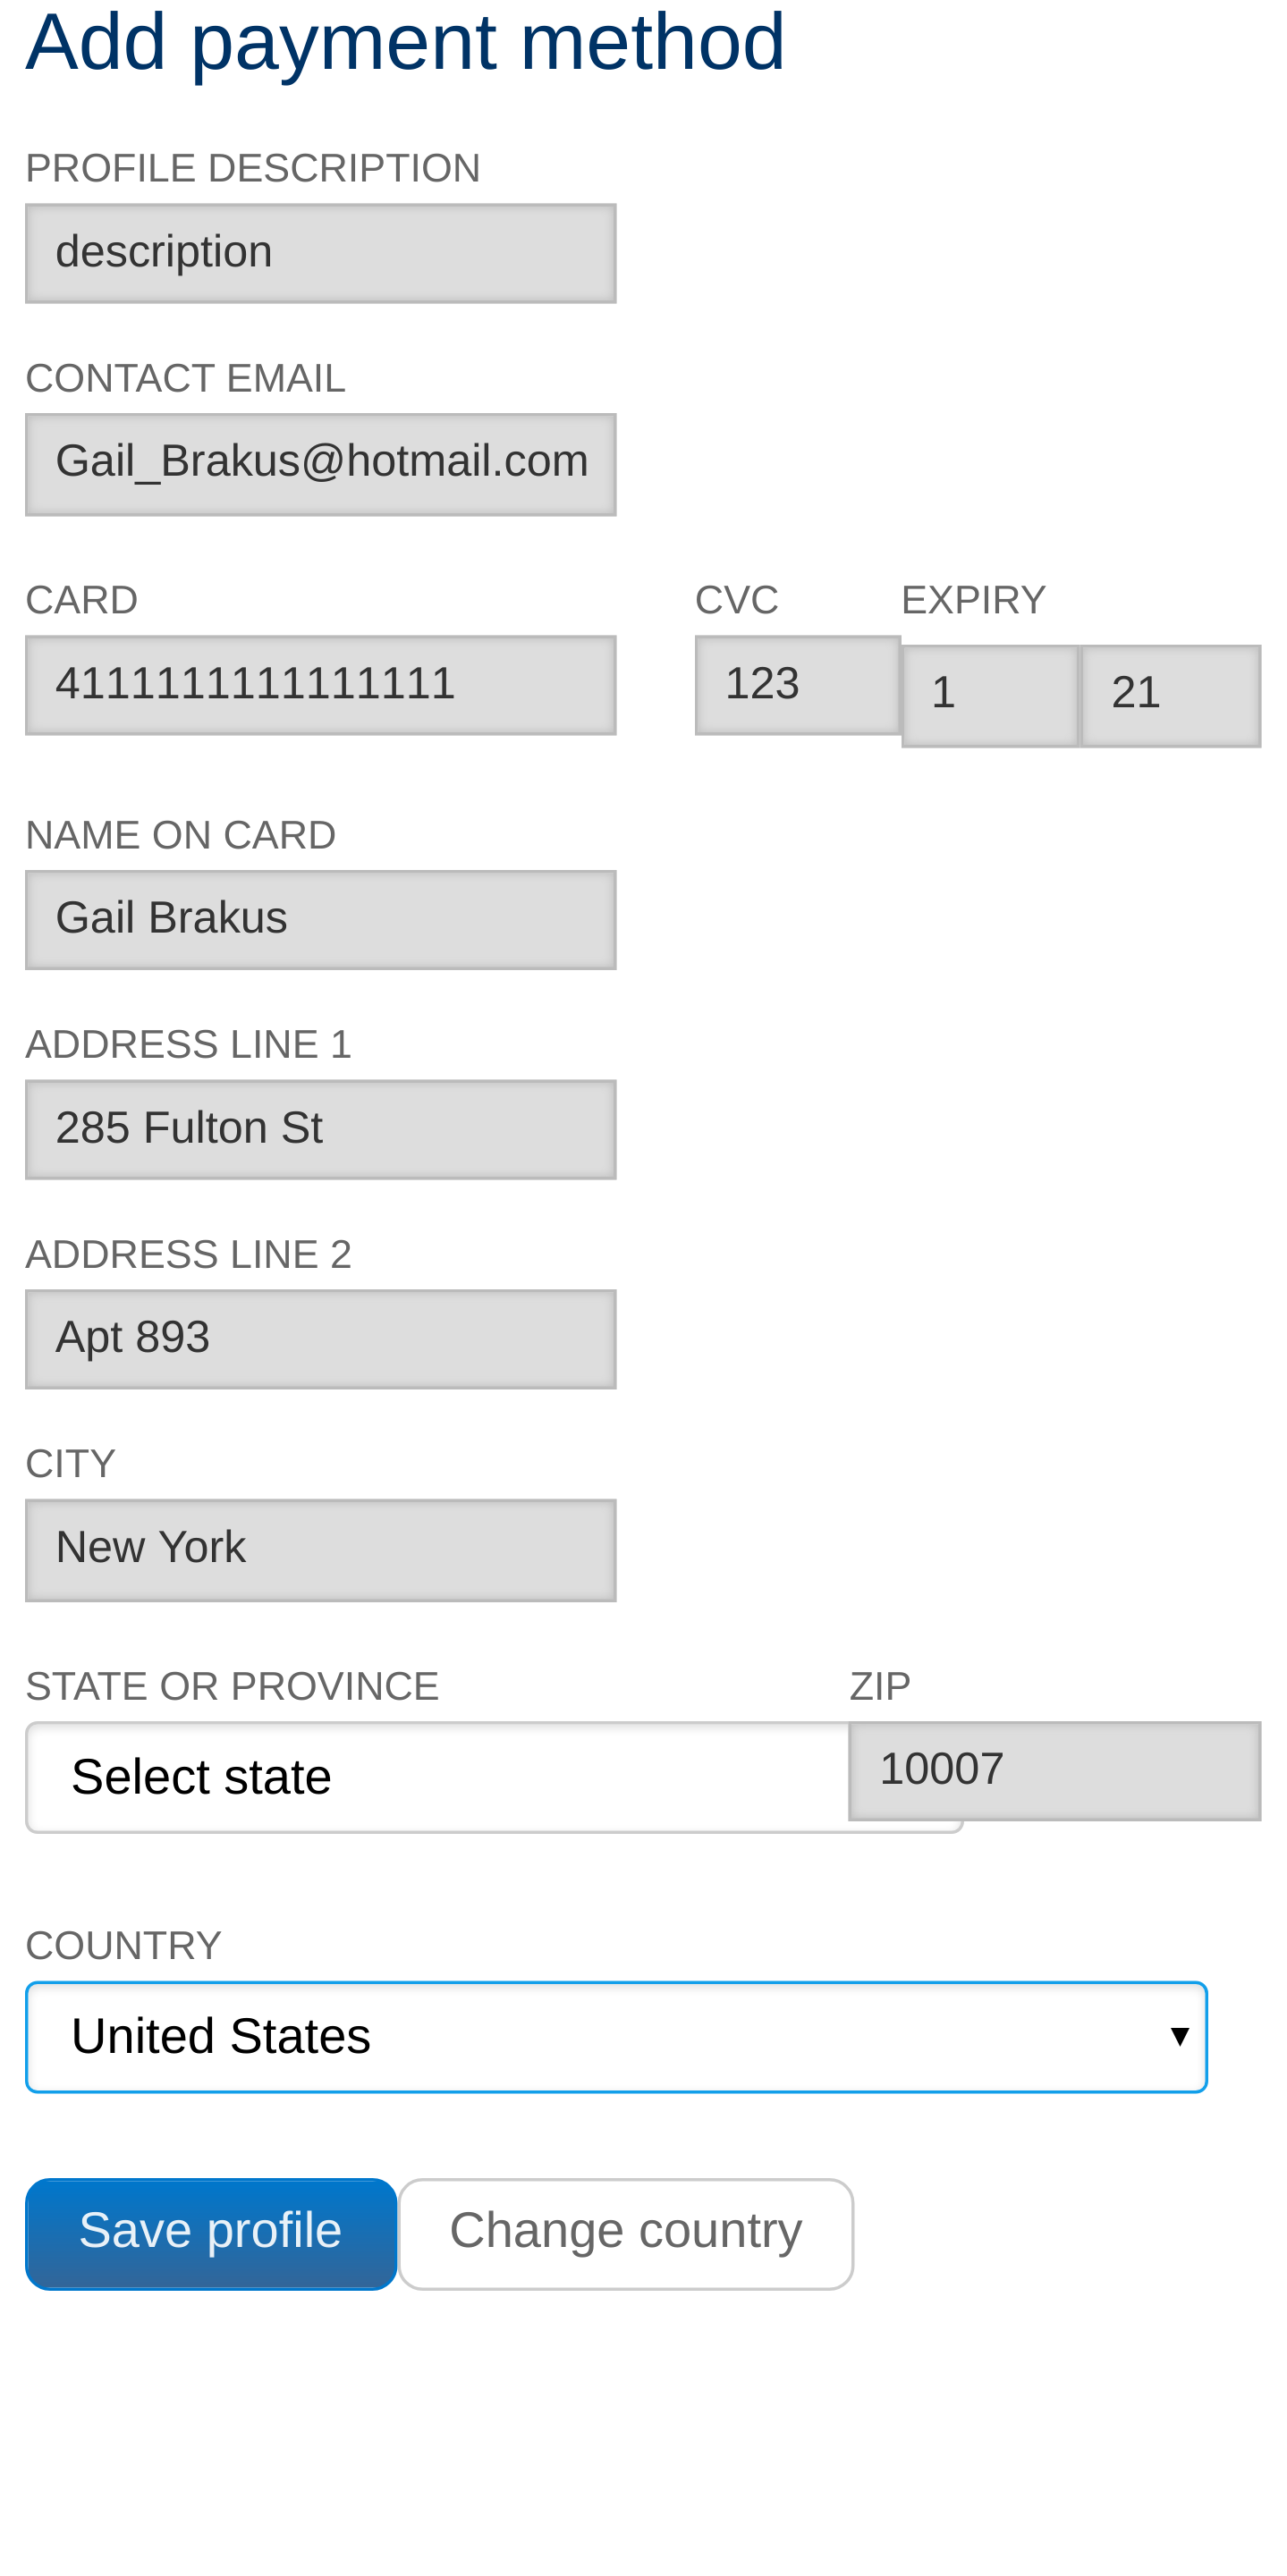 Add payment method
PROFILE DESCRIPTION
description
CONTACT EMAIL
Gail_Brakus@hotmail.com
CARD CVC EXPIRY
4111111111111111 123 1 21
NAME ON CARD
Gail Brakus
ADDRESS LINE 1
285 Fulton St
ADDRESS LINE 2
Apt 893
CITY
New York
STATE OR PROVINCE ZIP
Select state 10007
COUNTRY
United States
Save profile Change country